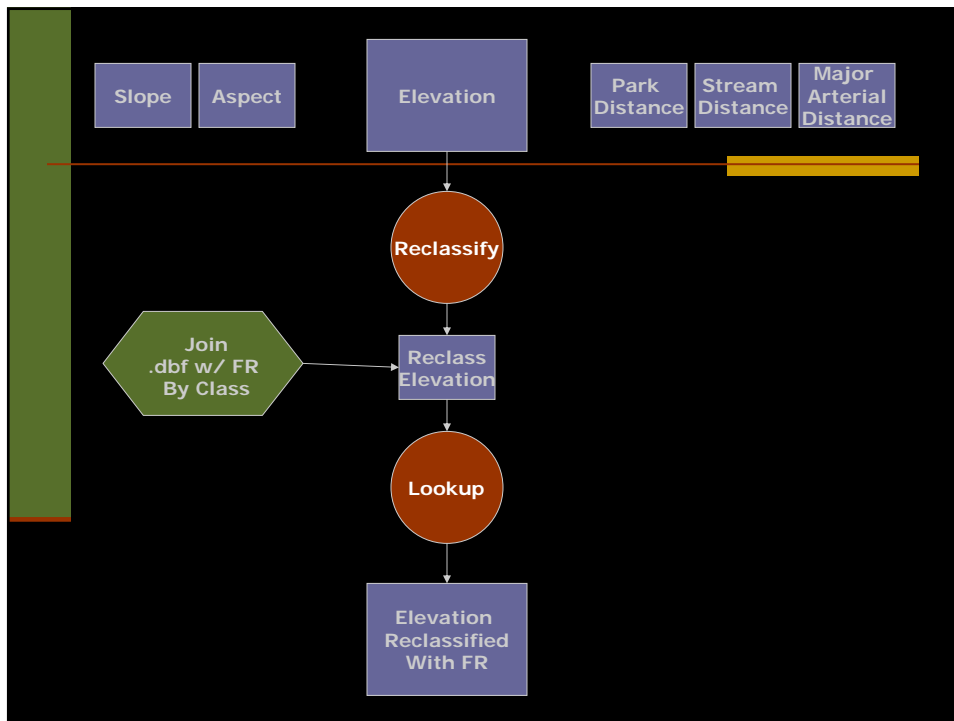 Slope
Aspect
Elevation
Park
Distance
Stream
Distance
Major
Arterial
Distance
Reclassify
Join
.dbf w/ FR
By Class
Reclass
Elevation
Lookup
Elevation
Reclassified
With FR